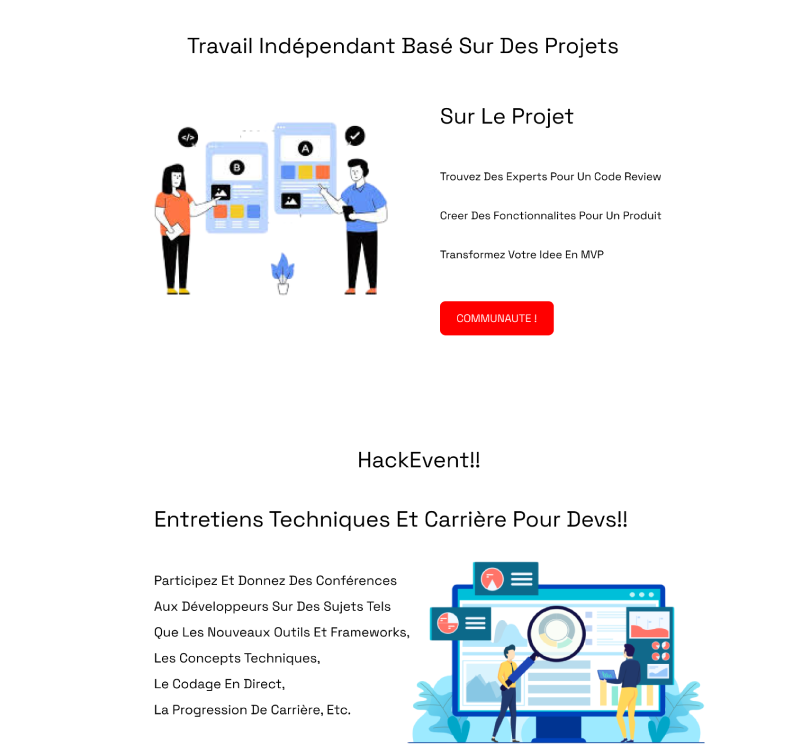 Travail Indépendant Basé Sur Des Projets
Sur Le Projet
</>
B
A
Trouvez Des Experts Pour Un Code Review
Creer Des Fonctionnalites Pour Un Produit
Transformez Votre Idee En MVP
COMMUNAUTE !
HackEvent!!
Entretiens Techniques Et Carrière Pour Devs!!
Participez Et Donnez Des Conférences
Aux Développeurs Sur Des Sujets Tels
Que Les Nouveaux Outils Et Frameworks,
Les Concepts Techniques,
Le Codage En Direct,
La Progression De Carrière, Etc.